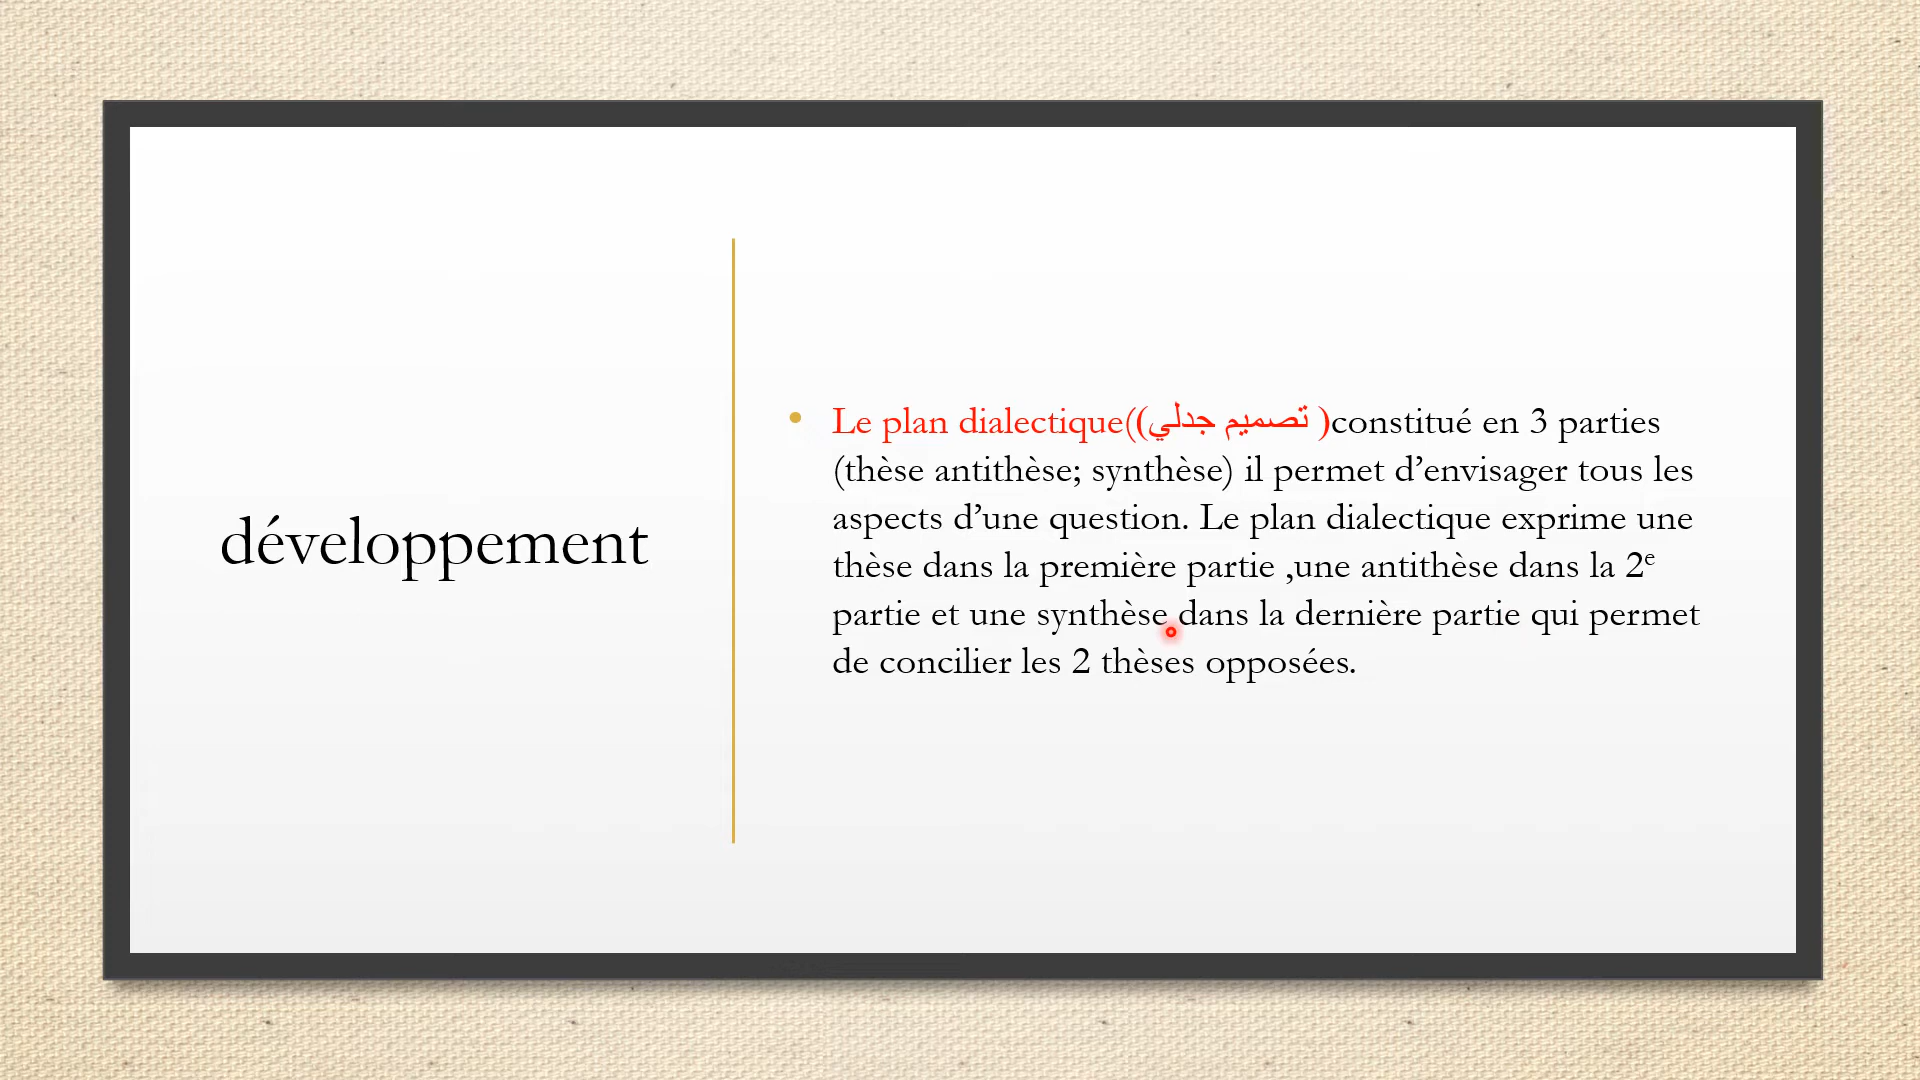 développement
Le plan dialectique((تصميم جدلي )constitué en 3 parties
(thèse antithèse; synthèse) il permet d’envisager tous les
aspects d’une question. Le plan dialectique exprime une
thèse dans la première partie ,une antithèse dans la 2e
partie et une synthèse dans la dernière partie qui permet
de concilier les 2 thèses opposées.